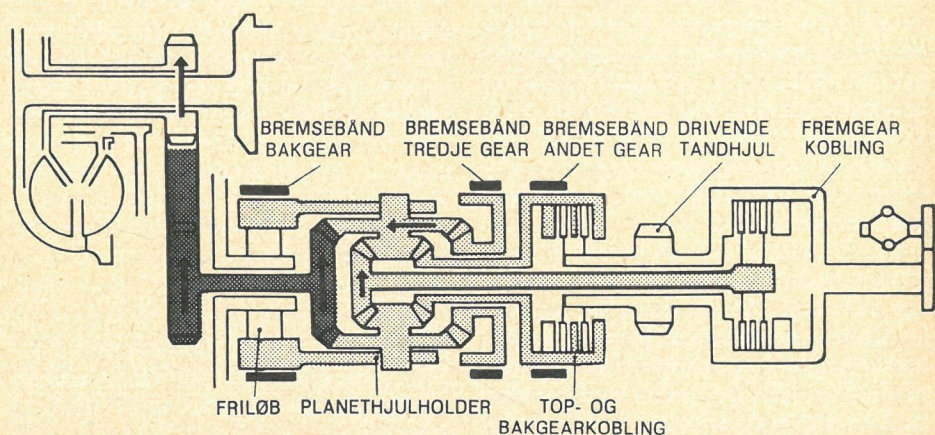 BREMSEBÅND
BAKGEAR
BREMSEBÅND
TREDJE GEAR
BREMSEBÅND
ANDET GEAR
DRIVENDE
TANDHJUL
FREMGEAR
KOBLING
FRILØB
PLANETHJULHOLDER
TOP- OG
BAKGEARKOBLING